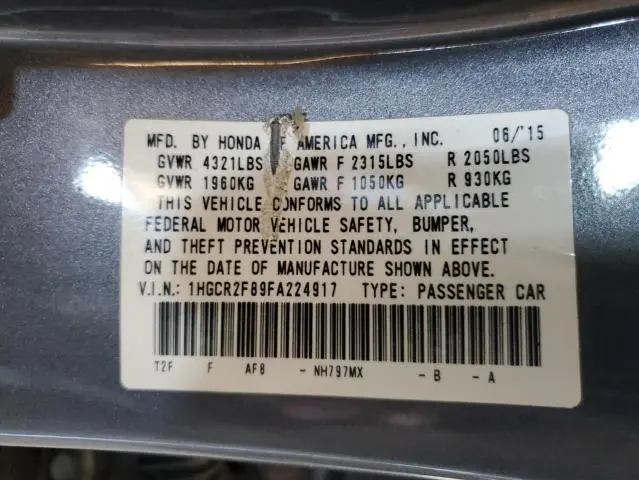 MFD. BY HONDA F AMERICA MFG., INC. 06/'15
GVWR 4321LBS GAWR F 2315LBS R 2050LBS
GVWR 1960KG GAWR F 1050KG R 930KG
THIS VEHICLE CONFORMS TO ALL APPLICABLE
FEDERAL MOTOR VEHICLE SAFETY, BUMPER,
AND THEFT PREVENTION STANDARDS IN EFFECT
ON THE DATE OF MANUFACTURE SHOWN ABOVE.
V.I.N.: 1HGCR2F89FA224917 TYPE: PASSENGER CAR
T2F F AF8 - NH797MX - B - A